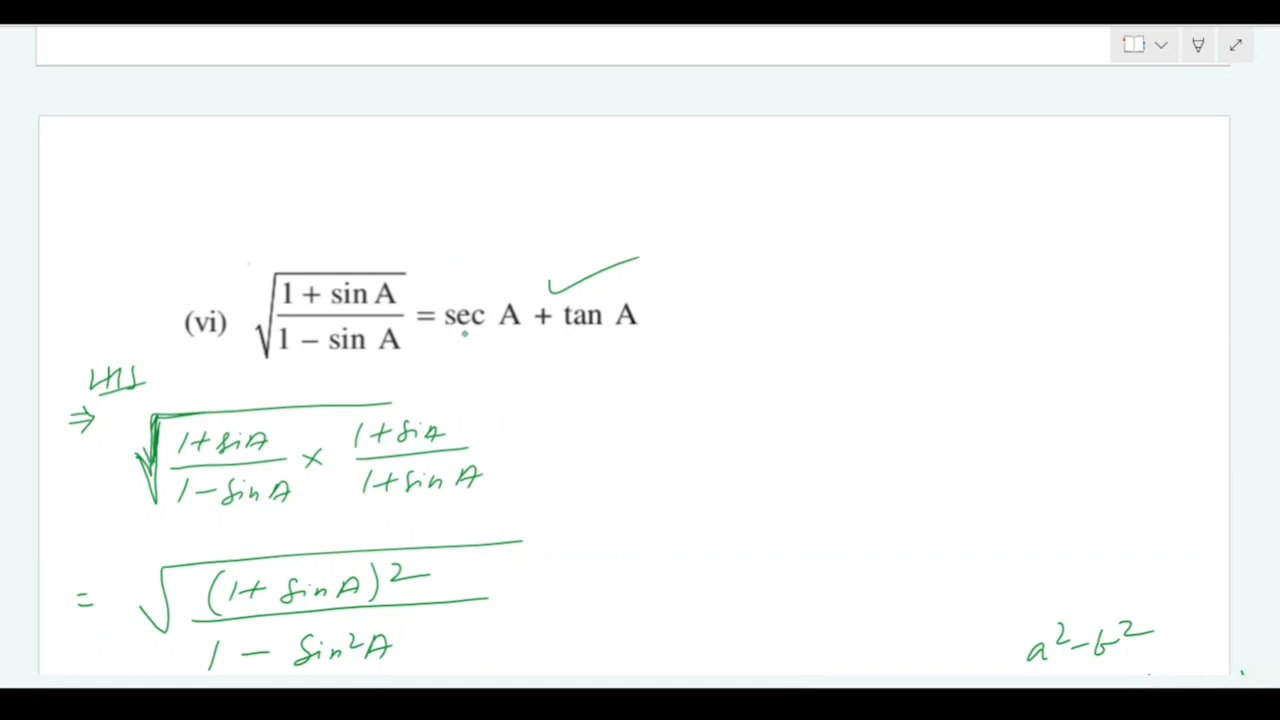 (vi) √((1 + sin A)/(1 − sin A)) = sec A + tan A
LHS
⇒ √((1+sinA)/(1−sinA) × (1+sinA)/(1+sinA))
= √((1+sinA)²/(1−sin²A))
a²−b²